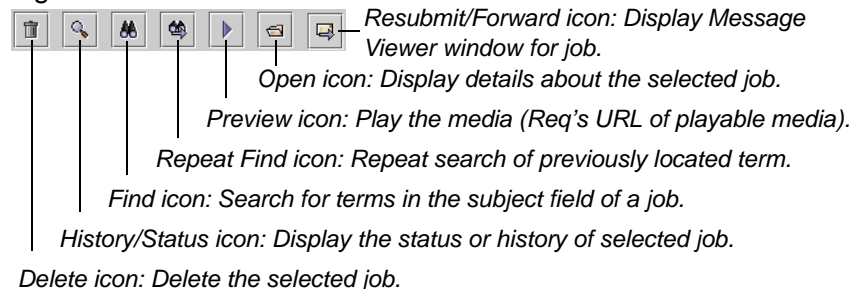 Resubmit/Forward icon: Display Message
Viewer window for job.
Open icon: Display details about the selected job.
Preview icon: Play the media (Req's URL of playable media).
Repeat Find icon: Repeat search of previously located term.
Find icon: Search for terms in the subject field of a job.
History/Status icon: Display the status or history of selected job.
Delete icon: Delete the selected job.